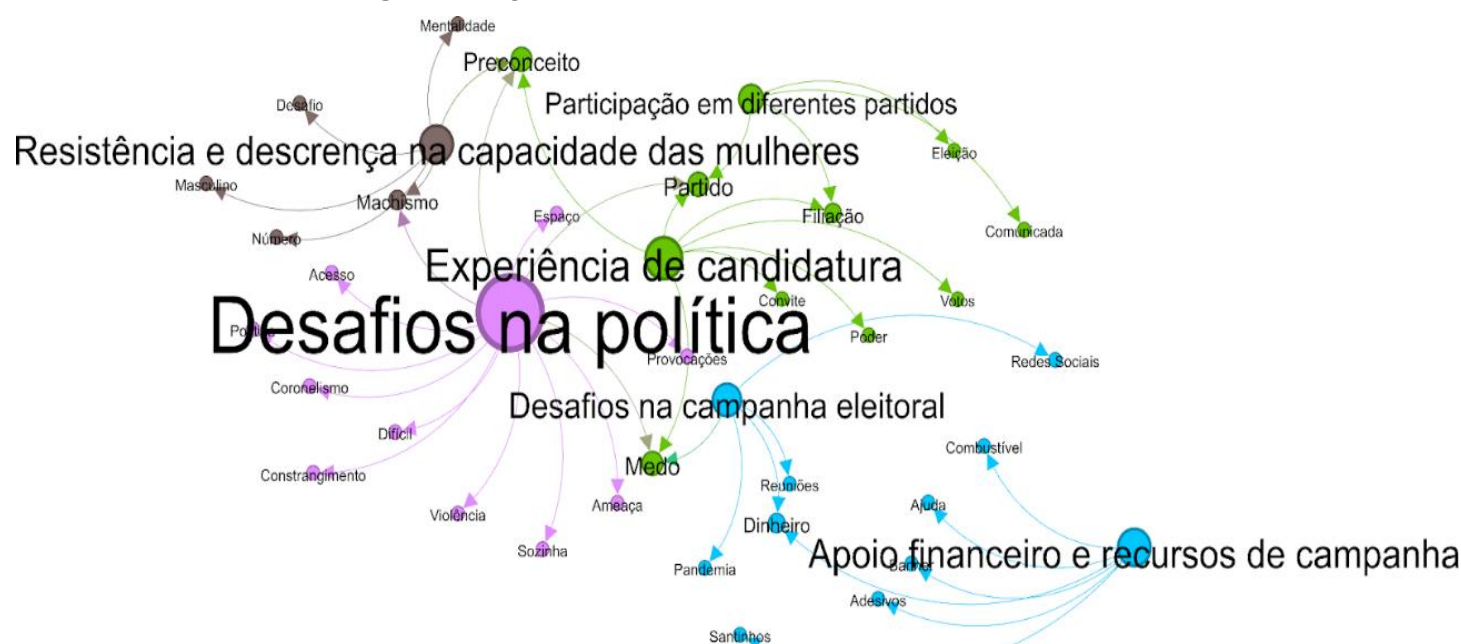 Mentalidade
Preconceito
Desafio
Participação em diferentes partidos
Resistência e descrença na capacidade das mulheres
Eleição
Masculino
Partido
Machismo
Espaço
Filiação
Comunicada
Número
Acesso
Experiência de candidatura
Convite
Votos
Desafios na política
Poder
Provocações
Redes Sociais
Coronelismo
Desafios na campanha eleitoral
Difícil
Combustível
Constrangimento
Medo
Reuniões
Ameaça
Ajuda
Violência
Dinheiro
Sozinha
Apoio financeiro e recursos de campanha
Pandemia
Banner
Adesivos
Santinhos